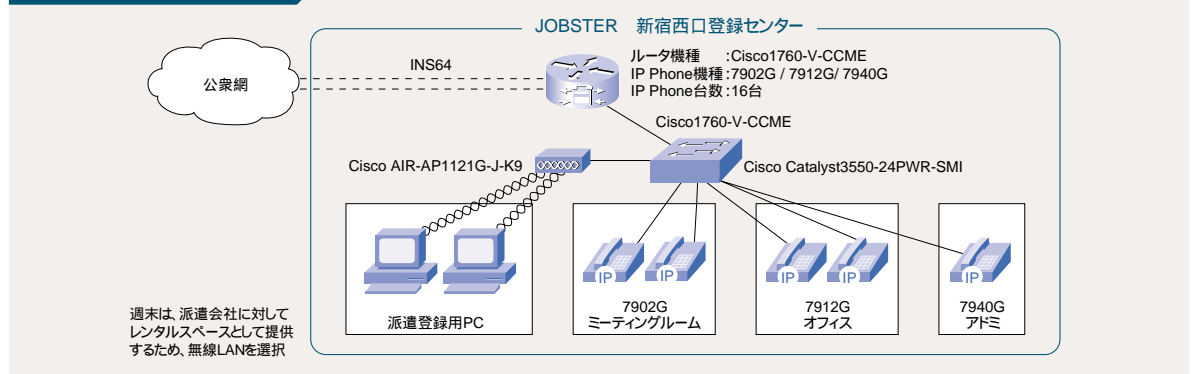 JOBSTER 新宿西口登録センター
ルータ機種 :Cisco1760-V-CCME
IP Phone機種:7902G / 7912G/ 7940G
IP Phone台数:16台
INS64
公衆網
Cisco1760-V-CCME
Cisco AIR-AP1121G-J-K9
Cisco Catalyst3550-24PWR-SMI
IP
IP
IP
IP
IP
派遣登録用PC
7902G
ミーティングルーム
7912G
オフィス
7940G
アドミ
週末は、派遣会社に対して
レンタルスペースとして提供
するため、無線LANを選択